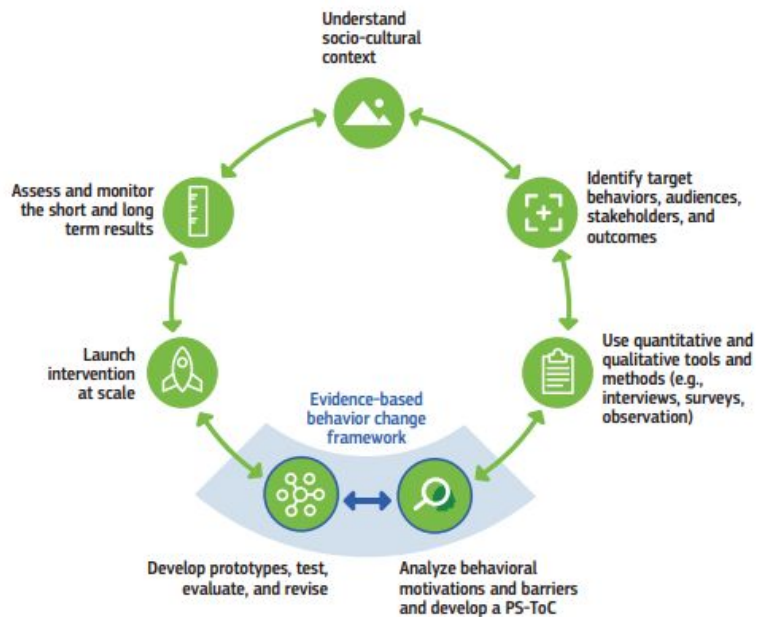 Understand
socio-cultural
context
Identify target
behaviors, audiences,
stakeholders, and
outcomes
Use quantitative and
qualitative tools and
methods (e.g.,
interviews, surveys,
observation)
Analyze behavioral
motivations and barriers
and develop a PS-ToC
Evidence-based
behavior change
framework
Develop prototypes, test,
evaluate, and revise
Launch
intervention
at scale
Assess and monitor
the short and long
term results